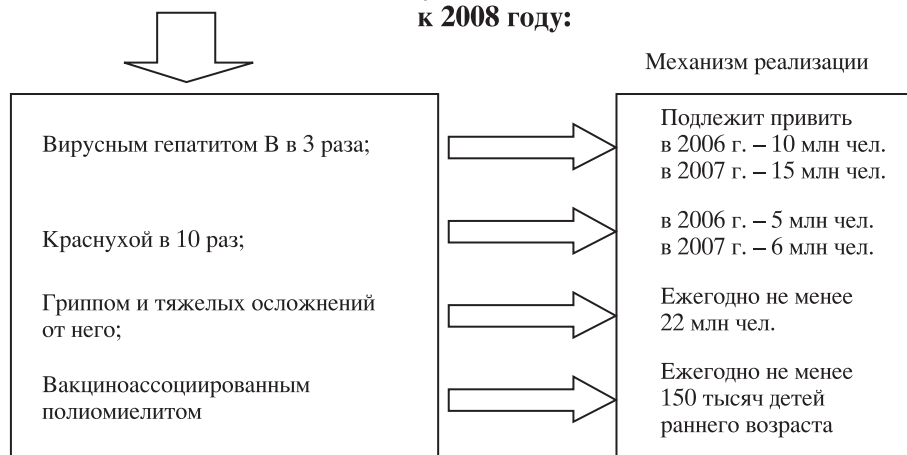 к 2008 году:
Механизм реализации
Вирусным гепатитом В в 3 раза;
Подлежит привить
в 2006 г. – 10 млн чел.
в 2007 г. – 15 млн чел.
Краснухой в 10 раз;
в 2006 г. – 5 млн чел.
в 2007 г. – 6 млн чел.
Гриппом и тяжелых осложнений
от него;
Ежегодно не менее
22 млн чел.
Вакциноассоциированным
полиомиелитом
Ежегодно не менее
150 тысяч детей
раннего возраста